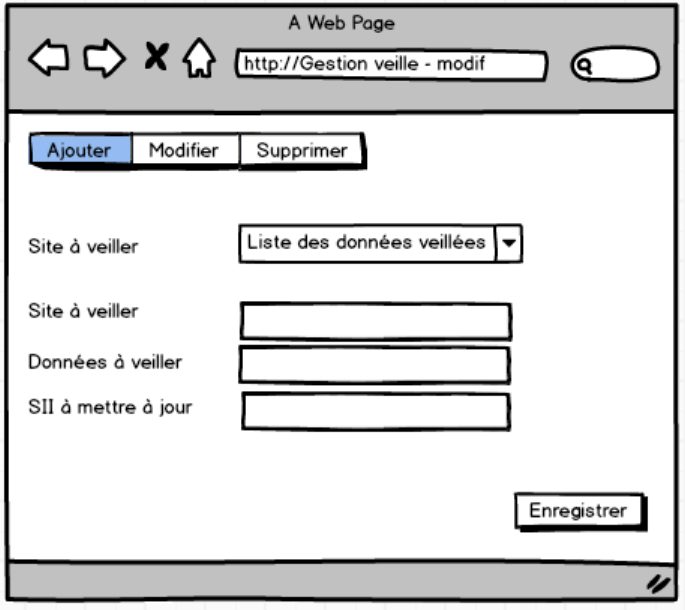 A Web Page
http://Gestion veille - modif
Ajouter Modifier Supprimer
Site à veiller Liste des données veillées
Site à veiller
Données à veiller
SII à mettre à jour
Enregistrer